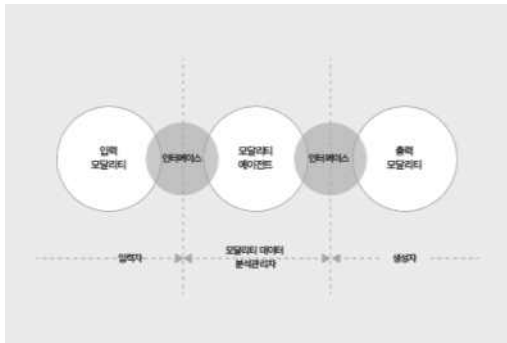 입력
모달리티
인터페이스
모달리티
에이전트
인터페이스
출력
모달리티
입력자
모달리티 데이터
분석관리자
생성자